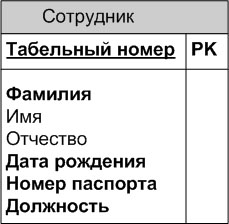 Сотрудник
Табельный номер PK
Фамилия
Имя
Отчество
Дата рождения
Номер паспорта
Должность